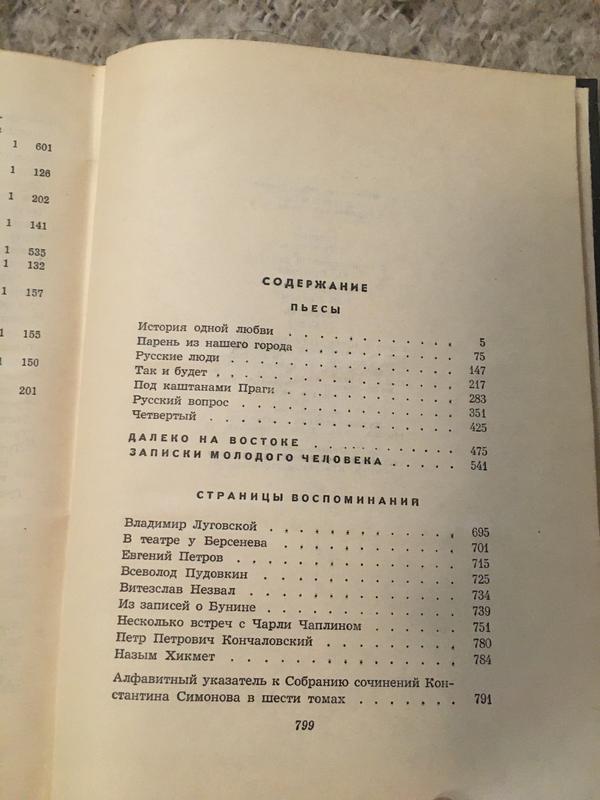 1 601
1 126
1 202
1 141
1 535
1 132
1 157
1 155
1 150
201
СОДЕРЖАНИЕ
ПЬЕСЫ
История одной любви . . . . . . . . . . 5
Парень из нашего города . . . . . . . . . 75
Русские люди . . . . . . . . . . . . 147
Так и будет . . . . . . . . . . . . . 217
Под каштанами Праги . . . . . . . . . . 283
Русский вопрос . . . . . . . . . . . . 351
Четвертый . . . . . . . . . . . . . 425
ДАЛЕКО НА ВОСТОКЕ . . . . . . . . 475
ЗАПИСКИ МОЛОДОГО ЧЕЛОВЕКА . . . . 541
СТРАНИЦЫ ВОСПОМИНАНИЙ
Владимир Луговской . . . . . . . . . . 695
В театре у Берсенева . . . . . . . . . 701
Евгений Петров . . . . . . . . . . . 715
Всеволод Пудовкин . . . . . . . . . . 725
Витезслав Незвал . . . . . . . . . . 734
Из записей о Бунине . . . . . . . . . 739
Несколько встреч с Чарли Чаплином . . . . 751
Петр Петрович Кончаловский . . . . . . . 780
Назым Хикмет . . . . . . . . . . . . 784
Алфавитный указатель к Собранию сочинений Кон-
стантина Симонова в шести томах . . . . . . 791
799